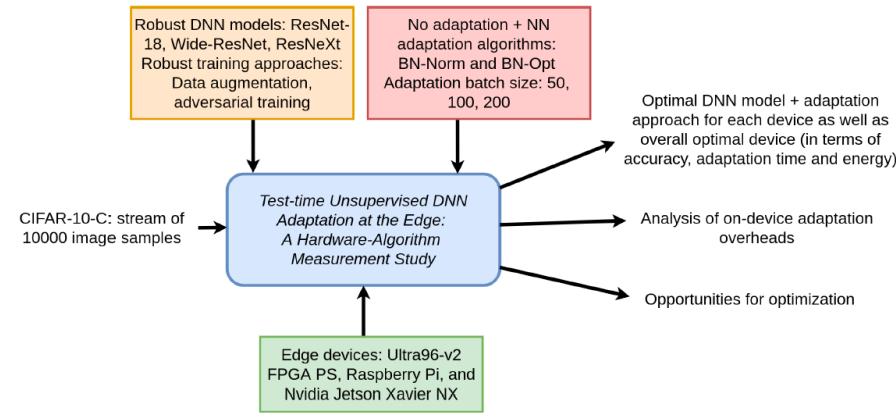 Robust DNN models: ResNet-
18, Wide-ResNet, ResNeXt
Robust training approaches:
Data augmentation,
adversarial training
No adaptation + NN
adaptation algorithms:
BN-Norm and BN-Opt
Adaptation batch size: 50,
100, 200
CIFAR-10-C: stream of
10000 image samples
Test-time Unsupervised DNN
Adaptation at the Edge:
A Hardware-Algorithm
Measurement Study
Optimal DNN model + adaptation
approach for each device as well as
overall optimal device (in terms of
accuracy, adaptation time and energy)
Analysis of on-device adaptation
overheads
Opportunities for optimization
Edge devices: Ultra96-v2
FPGA PS, Raspberry Pi, and
Nvidia Jetson Xavier NX